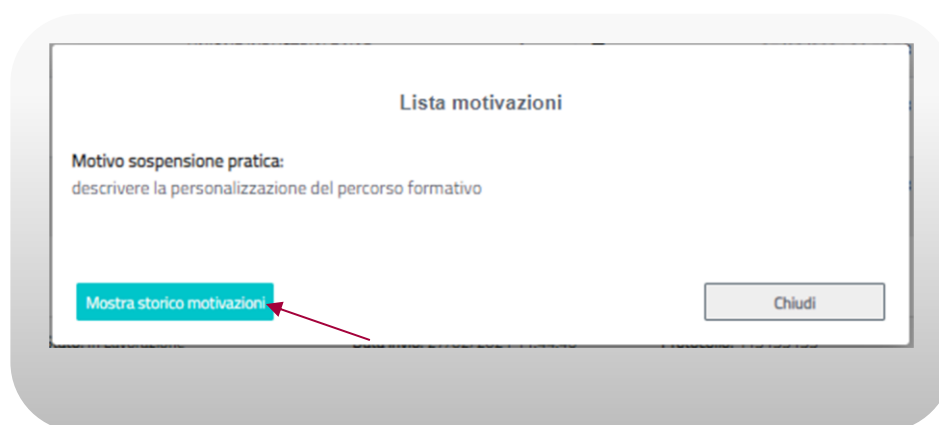 Lista motivazioni
Motivo sospensione pratica:
descrivere la personalizzazione del percorso formativo
Mostra storico motivazioni
Chiudi